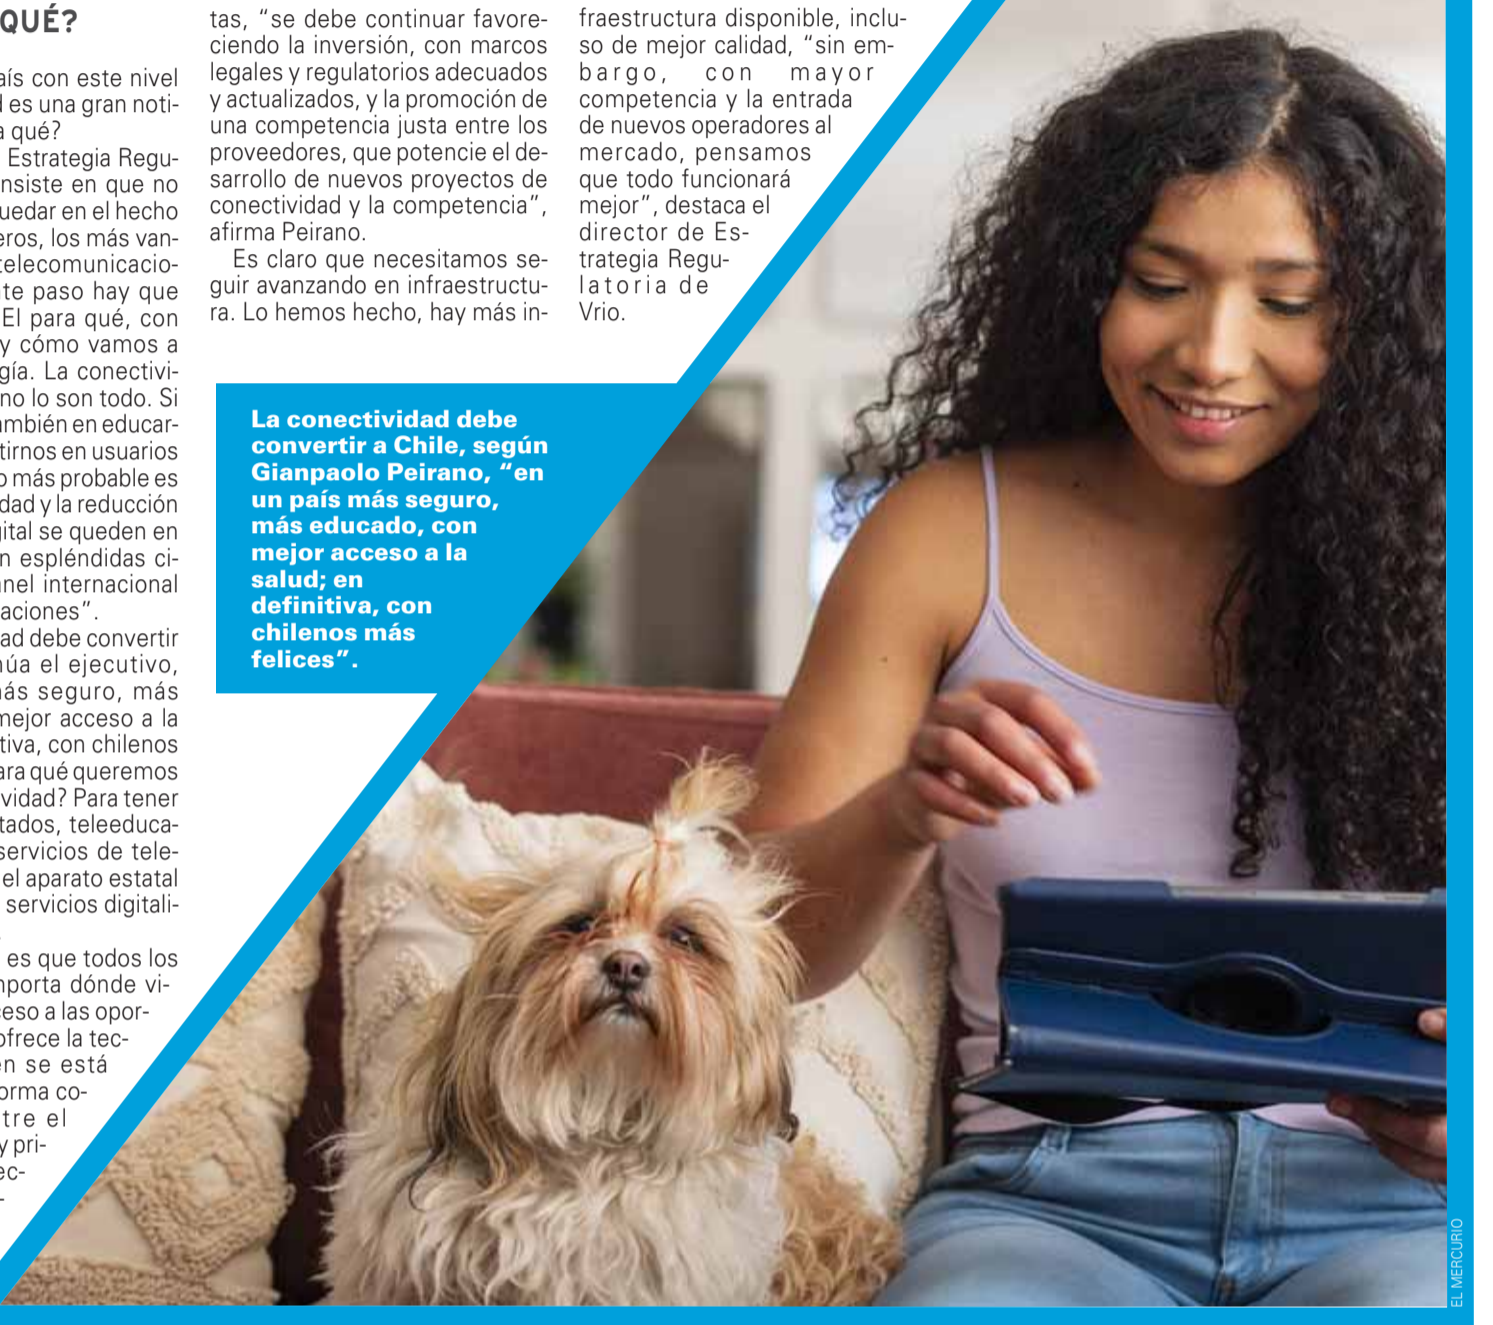 QUÉ?
aís con este nivel
d es una gran noti-
a qué?
Estrategia Regu-
nsiste en que no
uedar en el hecho
eros, los más van-
telecomunicacio-
nte paso hay que
El para qué, con
y cómo vamos a
gía. La conectivi-
no lo son todo. Si
ambién en educar-
tirnos en usuarios
o más probable es
dad y la reducción
gital se queden en
n espléndidas ci-
anel internacional
aciones”.
ad debe convertir
núa el ejecutivo,
nás seguro, más
mejor acceso a la
tiva, con chilenos
ara qué queremos
vidad? Para tener
tados, teleeduca-
servicios de tele-
el aparato estatal
servicios digitali-
es que todos los
nporta dónde vi-
ceso a las opor-
ofrece la tec-
én se está
orma co-
tre el
y pri-
ec-
-
tas, “se debe continuar favore-
ciendo la inversión, con marcos
legales y regulatorios adecuados
y actualizados, y la promoción de
una competencia justa entre los
proveedores, que potencie el de-
sarrollo de nuevos proyectos de
conectividad y la competencia”,
afirma Peirano.
Es claro que necesitamos se-
guir avanzando en infraestructu-
ra. Lo hemos hecho, hay más in-
fraestructura disponible, inclu-
so de mejor calidad, “sin em-
bargo, con mayor
competencia y la entrada
de nuevos operadores al
mercado, pensamos
que todo funcionará
mejor”, destaca el
director de Es-
trategia Regu-
latoria de
Vrio.
La conectividad debe
convertir a Chile, según
Gianpaolo Peirano, “en
un país más seguro,
más educado, con
mejor acceso a la
salud; en
definitiva, con
chilenos más
felices”.
EL MERCURIO